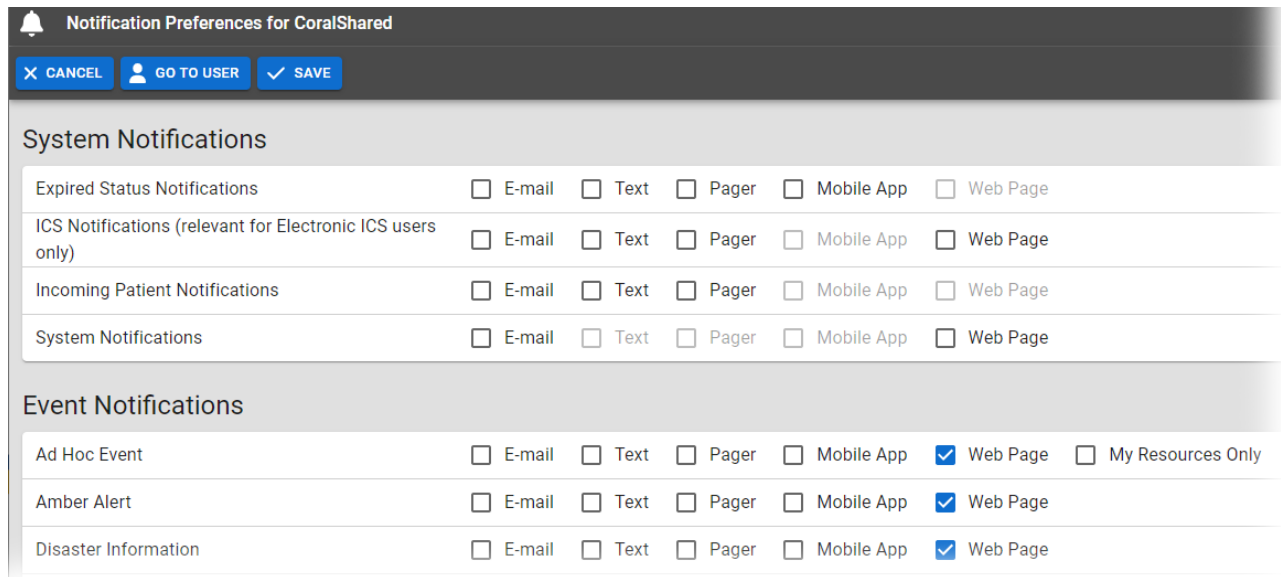 Notification Preferences for CoralShared
CANCEL GO TO USER SAVE
System Notifications
Expired Status Notifications E-mail Text Pager Mobile App Web Page
ICS Notifications (relevant for Electronic ICS users
only) E-mail Text Pager Mobile App Web Page
Incoming Patient Notifications E-mail Text Pager Mobile App Web Page
System Notifications E-mail Text Pager Mobile App Web Page
Event Notifications
Ad Hoc Event E-mail Text Pager Mobile App Web Page My Resources Only
Amber Alert E-mail Text Pager Mobile App Web Page
Disaster Information E-mail Text Pager Mobile App Web Page